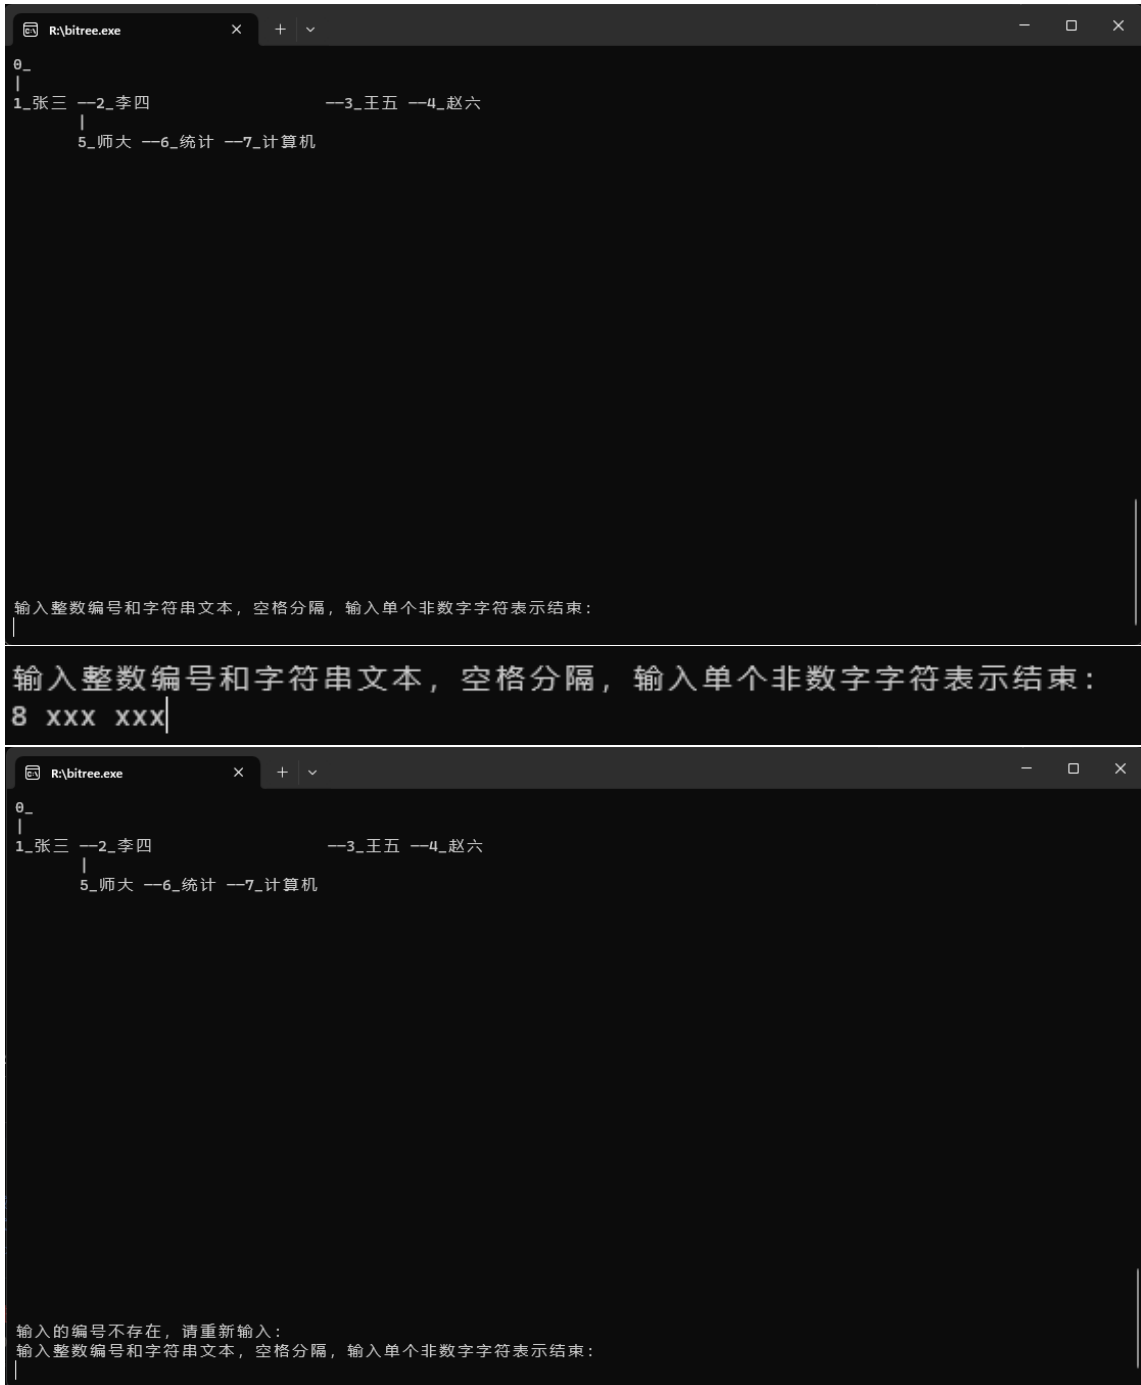 R:\bitree.exe
0_
|
1_张三 --2_李四                   --3_王五 --4_赵六
       |
       5_师大 --6_统计 --7_计算机
输入整数编号和字符串文本, 空格分隔, 输入单个非数字字符表示结束:
输入整数编号和字符串文本, 空格分隔, 输入单个非数字字符表示结束:
8 xxx xxx
R:\bitree.exe
0_
|
1_张三 --2_李四                   --3_王五 --4_赵六
       |
       5_师大 --6_统计 --7_计算机
输入的编号不存在, 请重新输入:
输入整数编号和字符串文本, 空格分隔, 输入单个非数字字符表示结束: